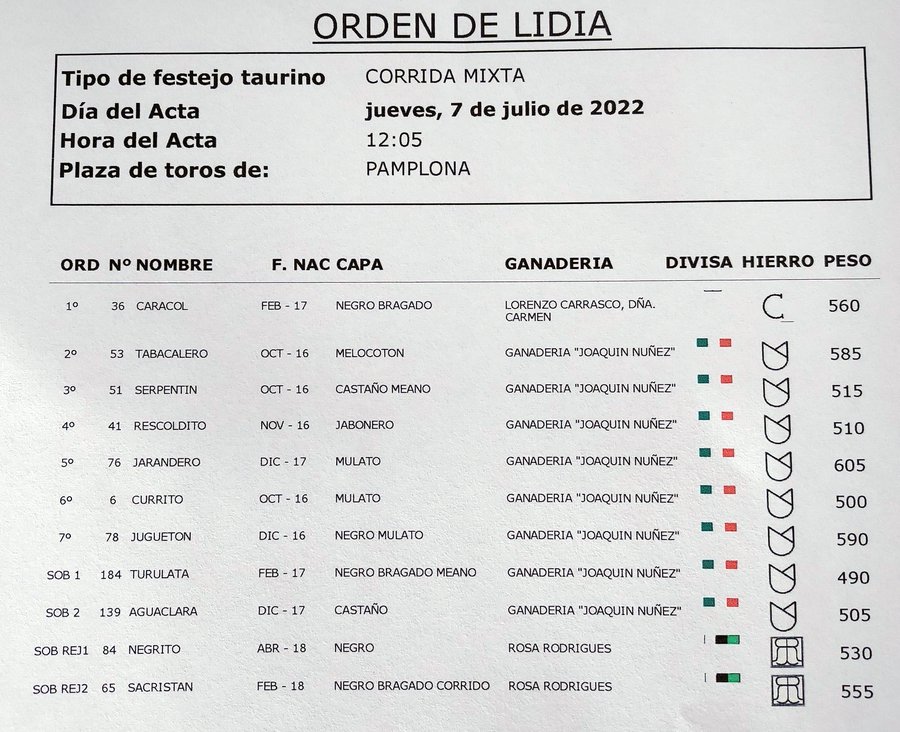 ORDEN DE LIDIA
Tipo de festejo taurino CORRIDA MIXTA
Día del Acta jueves, 7 de julio de 2022
Hora del Acta 12:05
Plaza de toros de: PAMPLONA
ORD Nº NOMBRE F. NAC CAPA GANADERIA DIVISA HIERRO PESO
1º 36 CARACOL FEB - 17 NEGRO BRAGADO LORENZO CARRASCO, DÑA. 560
CARMEN
2º 53 TABACALERO OCT - 16 MELOCOTON GANADERIA "JOAQUIN NUÑEZ" 585
3º 51 SERPENTIN OCT - 16 CASTAÑO MEANO GANADERIA "JOAQUIN NUÑEZ" 515
4º 41 RESCOLDITO NOV - 16 JABONERO GANADERIA "JOAQUIN NUÑEZ" 510
5º 76 JARANDERO DIC - 17 MULATO GANADERIA "JOAQUIN NUÑEZ" 605
6º 6 CURRITO OCT - 16 MULATO GANADERIA "JOAQUIN NUÑEZ" 500
7º 78 JUGUETON DIC - 16 NEGRO MULATO GANADERIA "JOAQUIN NUÑEZ" 590
SOB 1 184 TURULATA FEB - 17 NEGRO BRAGADO MEANO GANADERIA "JOAQUIN NUÑEZ" 490
SOB 2 139 AGUACLARA DIC - 17 CASTAÑO GANADERIA "JOAQUIN NUÑEZ" 505
SOB REJ1 84 NEGRITO ABR - 18 NEGRO ROSA RODRIGUES 530
SOB REJ2 65 SACRISTAN FEB - 18 NEGRO BRAGADO CORRIDO ROSA RODRIGUES 555